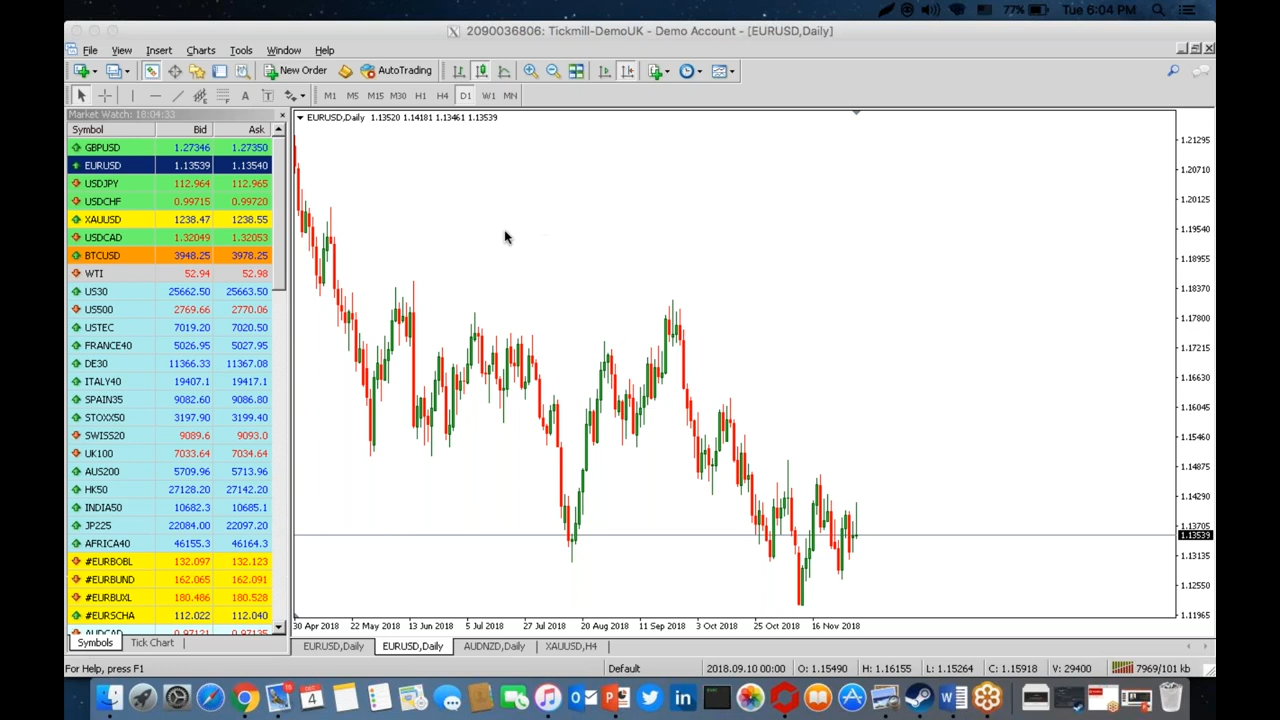 77% Tue 6:04 PM
2090036806: Tickmill-DemoUK - Demo Account - [EURUSD,Daily]
File View Insert Charts Tools Window Help
New Order AutoTrading
A T M1 M5 M15 M30 H1 H4 D1 W1 MN
Market Watch: 18:04:33
Symbol Bid Ask
GBPUSD 1.27346 1.27350
EURUSD 1.13539 1.13540
USDJPY 112.964 112.965
USDCHF 0.99715 0.99720
XAUUSD 1238.47 1238.55
USDCAD 1.32049 1.32053
BTCUSD 3948.25 3978.25
WTI 52.94 52.98
US30 25662.50 25663.50
US500 2769.66 2770.06
USTEC 7019.20 7020.50
FRANCE40 5026.95 5027.95
DE30 11366.33 11367.08
ITALY40 19407.1 19417.1
SPAIN35 9082.60 9086.80
STOXX50 3197.90 3199.40
SWISS20 9089.6 9093.0
UK100 7033.64 7034.64
AUS200 5709.96 5713.96
HK50 27128.20 27142.20
INDIA50 10682.3 10685.1
JP225 22084.00 22097.20
AFRICA40 46155.3 46164.3
#EURBOBL 132.097 132.123
#EURBUND 162.065 162.091
#EURBUXL 180.486 180.528
#EURSCHA 112.022 112.040
AUDCAD 0.97121 0.97135
Symbols Tick Chart
EURUSD,Daily 1.13520 1.14181 1.13461 1.13539
1.21295
1.20710
1.20125
1.19540
1.18955
1.18370
1.17800
1.17215
1.16630
1.16045
1.15460
1.14875
1.14290
1.13705
1.13539
1.13135
1.12550
1.11965
30 Apr 2018 22 May 2018 13 Jun 2018 5 Jul 2018 27 Jul 2018 20 Aug 2018 11 Sep 2018 3 Oct 2018 25 Oct 2018 16 Nov 2018
EURUSD,Daily EURUSD,Daily AUDNZD,Daily XAUUSD,H4
For Help, press F1 Default 2018.09.10 00:00 O: 1.15490 H: 1.16155 L: 1.15264 C: 1.15918 V: 29400 7969/101 kb